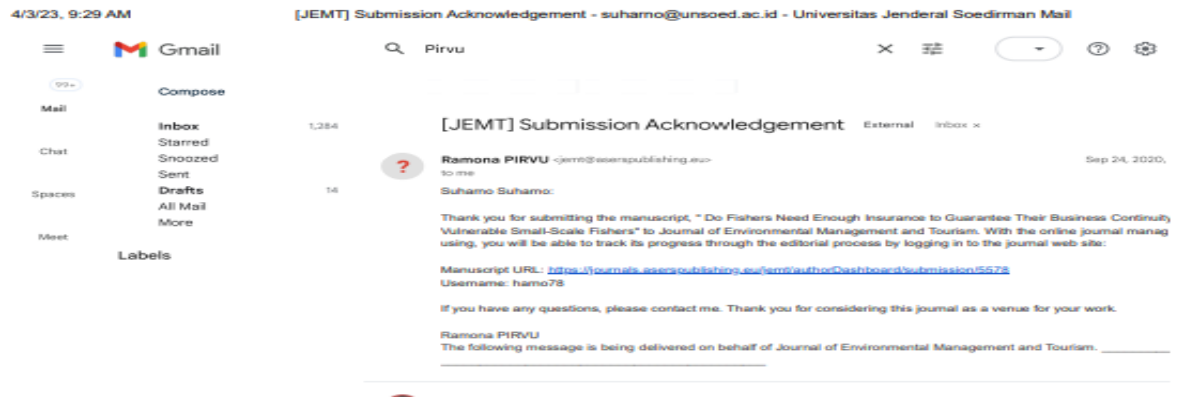 4/3/23, 9:29 AM [JEMT] Submission Acknowledgement - suharno@unsoed.ac.id - Universitas Jenderal Soedirman Mail
Gmail
Pirvu
99+
Compose
Mail
Inbox 1,284
Starred
Chat
Snoozed
Sent
Spaces
Drafts 14
All Mail
More
Meet
Labels
[JEMT] Submission Acknowledgement External Inbox ×
Ramona PIRVU <jemt@aserspublishing.eu> Sep 24, 2020,
to me
Suharno Suharno:
Thank you for submitting the manuscript, " Do Fishers Need Enough Insurance to Guarantee Their Business Continuity
Vulnerable Small-Scale Fishers" to Journal of Environmental Management and Tourism. With the online journal manag
using, you will be able to track its progress through the editorial process by logging in to the journal web site:
Manuscript URL: https://journals.aserspublishing.eu/jemt/authorDashboard/submission/5578
Username: harno78
If you have any questions, please contact me. Thank you for considering this journal as a venue for your work.
Ramona PIRVU
The following message is being delivered on behalf of Journal of Environmental Management and Tourism.